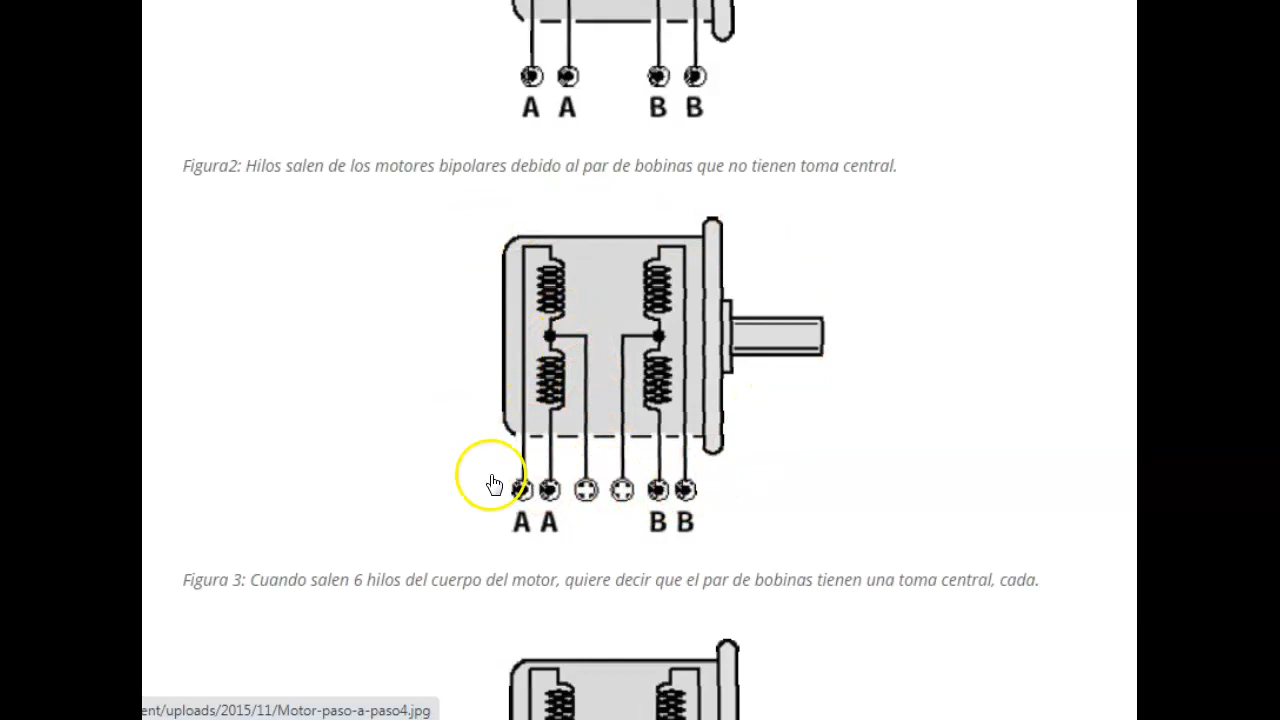 A A B B
Figura2: Hilos salen de los motores bipolares debido al par de bobinas que no tienen toma central.
A A B B
Figura 3: Cuando salen 6 hilos del cuerpo del motor, quiere decir que el par de bobinas tienen una toma central, cada.
ent/uploads/2015/11/Motor-paso-a-paso4.jpg